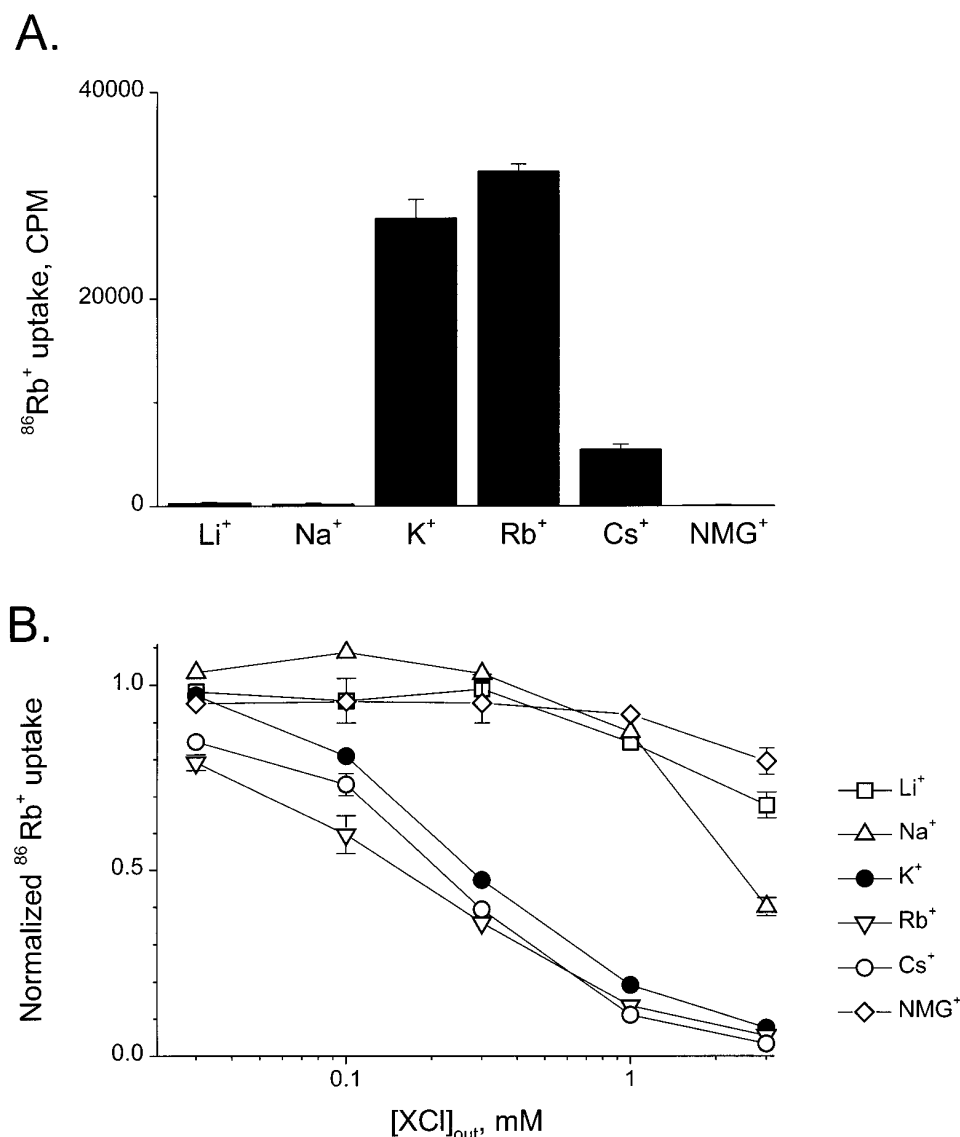 A.
40000
20000
0
⁸⁶Rb⁺ uptake, CPM
Li⁺ Na⁺ K⁺ Rb⁺ Cs⁺ NMG⁺
B.
1.0
0.5
0.0
Normalized ⁸⁶Rb⁺ uptake
0.1 1
[XCl]out, mM
Li⁺
Na⁺
K⁺
Rb⁺
Cs⁺
NMG⁺